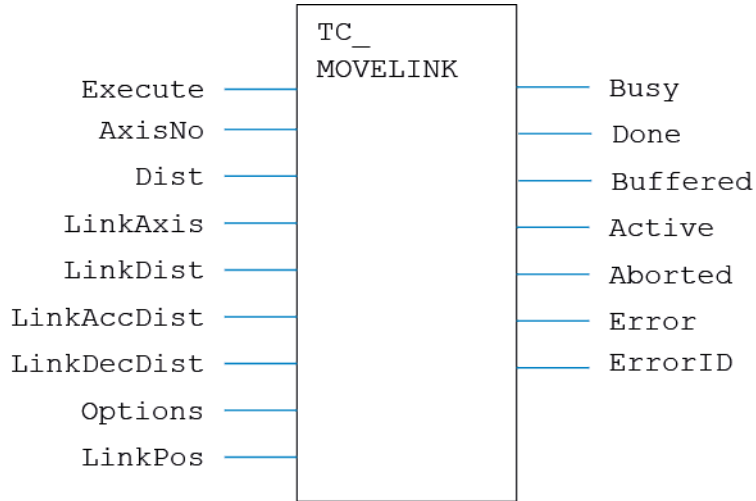 TC_
MOVELINK
Execute
AxisNo
Dist
LinkAxis
LinkDist
LinkAccDist
LinkDecDist
Options
LinkPos
Busy
Done
Buffered
Active
Aborted
Error
ErrorID